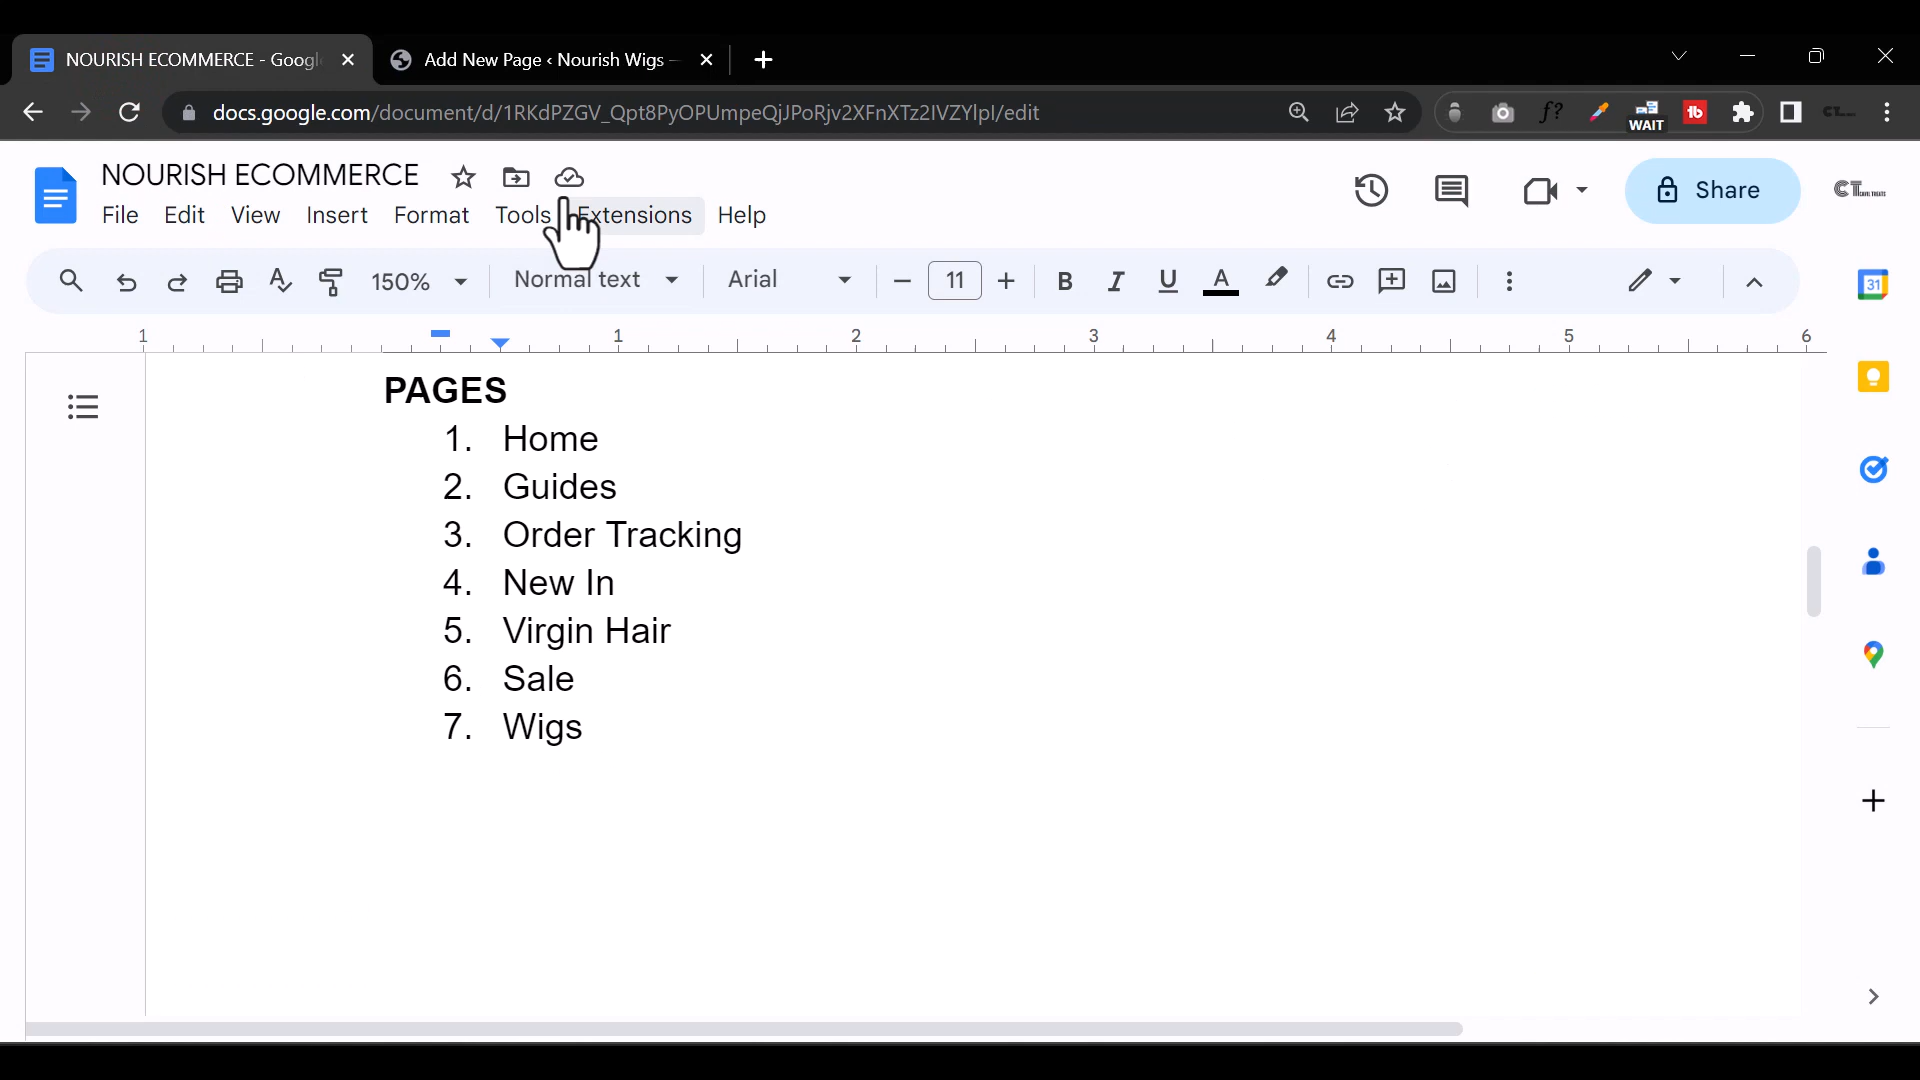 NOURISH ECOMMERCE - Googl
Add New Page ‹ Nourish Wigs –
docs.google.com/document/d/1RKdPZGV_Qpt8PyOPUmpeQjJPoRjv2XFnXTz2IVZYlpI/edit
WAIT
NOURISH ECOMMERCE
Share
File Edit View Insert Format Tools Extensions Help
150% Normal text Arial 11
1 1 2 3 4 5 6
31
PAGES
1. Home
2. Guides
3. Order Tracking
4. New In
5. Virgin Hair
6. Sale
7. Wigs